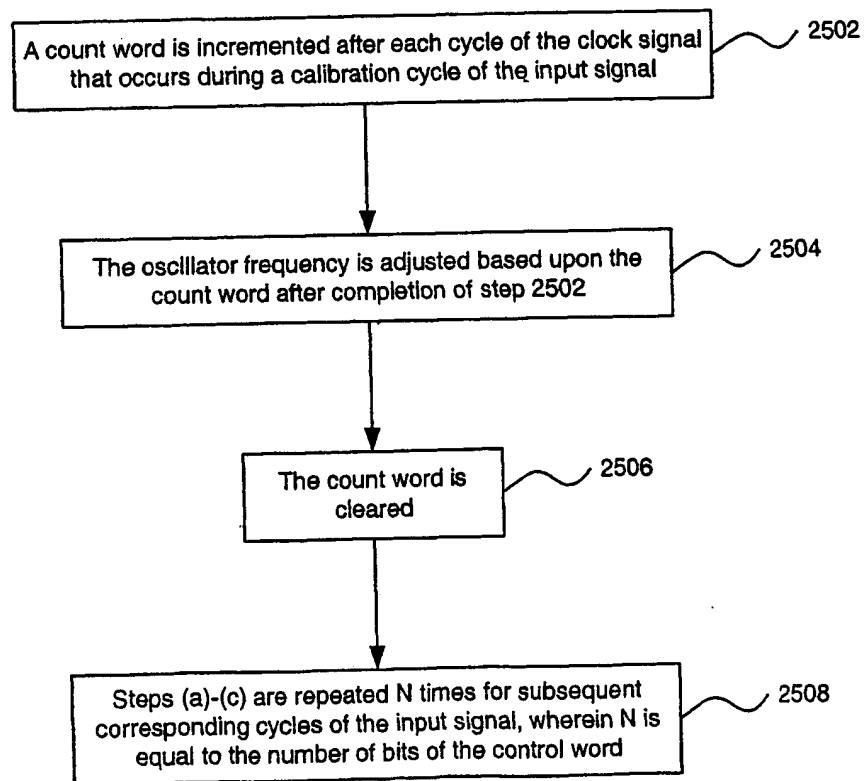 A count word is incremented after each cycle of the clock signal
that occurs during a calibration cycle of the input signal
2502
The oscillator frequency is adjusted based upon the
count word after completion of step 2502
2504
The count word is
cleared
2506
Steps (a)-(c) are repeated N times for subsequent
corresponding cycles of the input signal, wherein N is
equal to the number of bits of the control word
2508